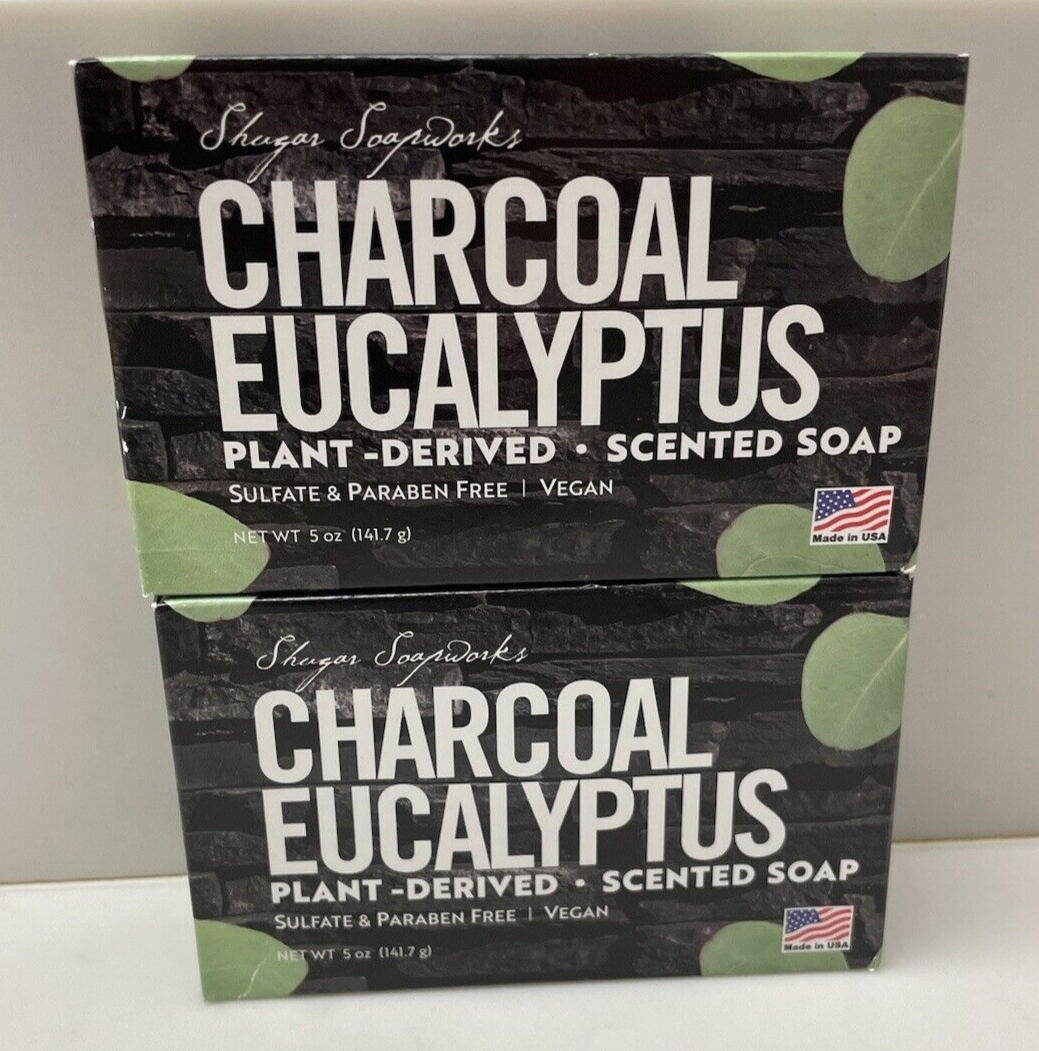 Shugar Soapworks
CHARCOAL
EUCALYPTUS
PLANT -DERIVED • SCENTED SOAP
SULFATE & PARABEN FREE | VEGAN
NET WT 5 oz (141.7 g)
Made in USA
Shugar Soapworks
CHARCOAL
EUCALYPTUS
PLANT -DERIVED • SCENTED SOAP
SULFATE & PARABEN FREE | VEGAN
NET WT 5 oz (141.7 g)
Made in USA